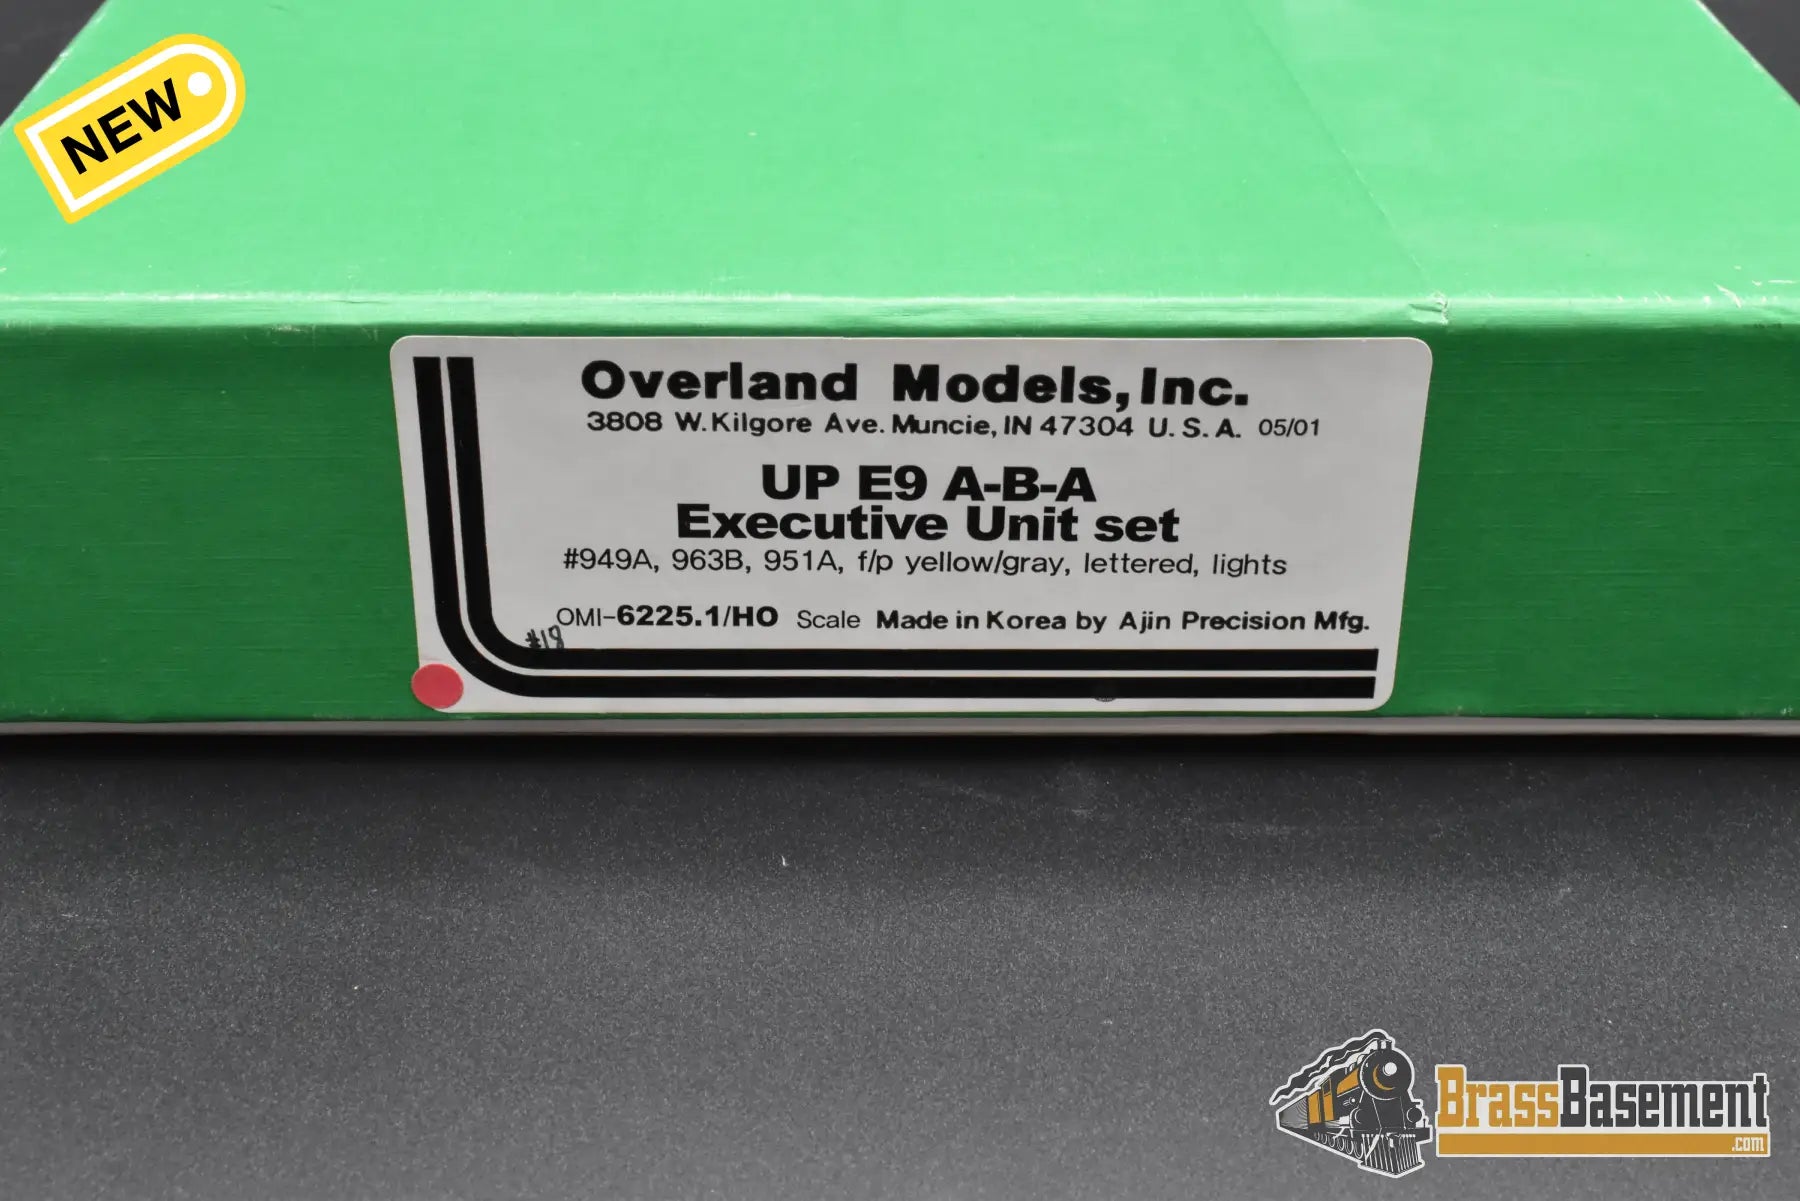 NEW
Overland Models, Inc.
3808 W. Kilgore Ave. Muncie, IN 47304 U. S. A. 05/01
UP E9 A-B-A
Executive Unit set
#949A, 963B, 951A, f/p yellow/gray, lettered, lights
OMI-6225.1/HO Scale Made in Korea by Ajin Precision Mfg.
#18
BrassBasement
.com